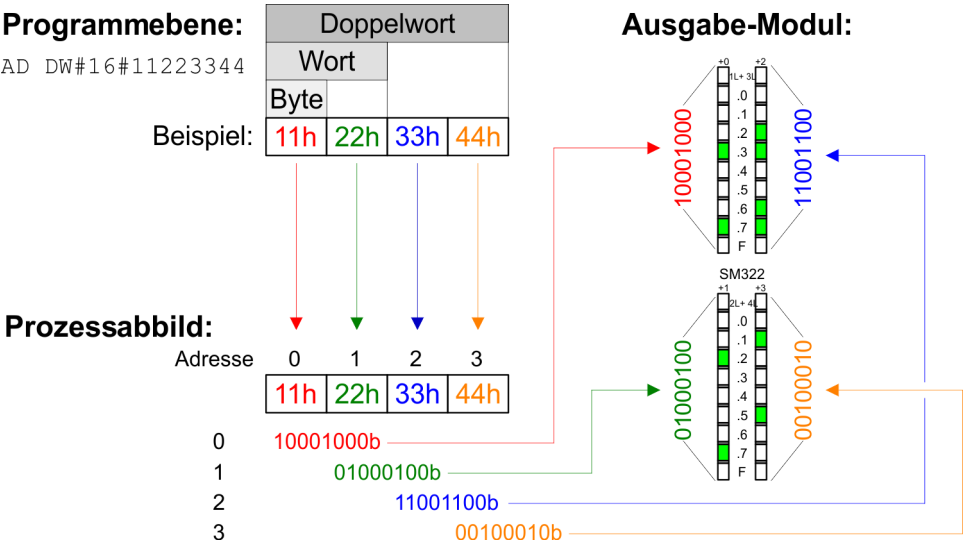 Programmebene:
AD DW#16#11223344
Doppelwort
Wort
Byte
Beispiel: 11h 22h 33h 44h
Prozessabbild:
Adresse 0 1 2 3
11h 22h 33h 44h
0 10001000b
1 01000100b
2 11001100b
3 00100010b
Ausgabe-Modul:
+0 +2
1L+ 3L
.0
.1
.2
.3
.4
.5
.6
.7
F
10001000
11001100
SM322
+1 +3
2L+ 4L
.0
.1
.2
.3
.4
.5
.6
.7
F
01000100
00100010